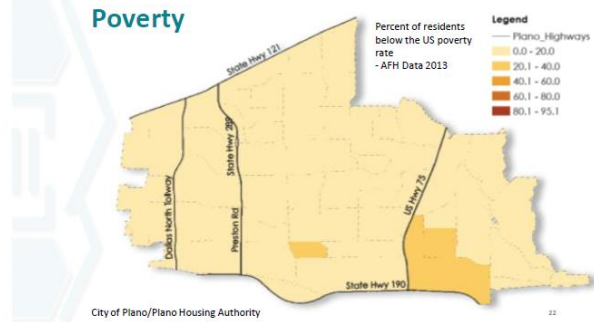 Poverty
Percent of residents
below the US poverty
rate
- AFH Data 2013
Legend
Plano_Highways
0.0 - 20.0
20.1 - 40.0
40.1 - 60.0
60.1 - 80.0
80.1 - 95.1
State Hwy 121
State Hwy 289
Dallas North Tollway
Preston Rd
US Hwy 75
State Hwy 190
City of Plano/Plano Housing Authority
22